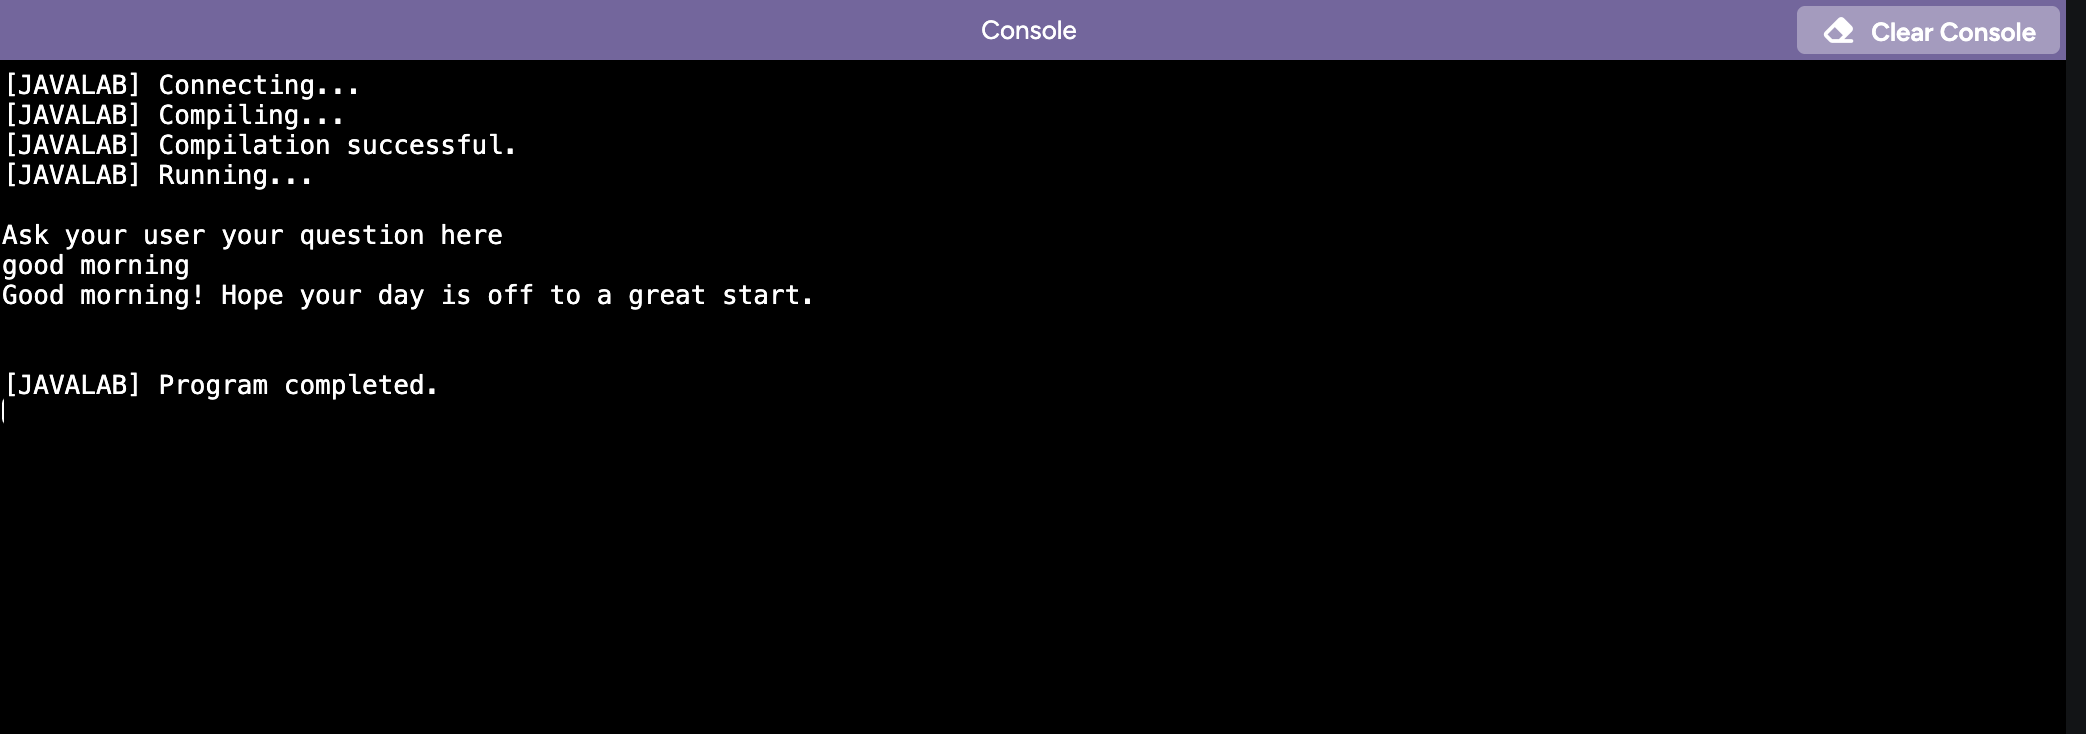 Console
Clear Console
[JAVALAB] Connecting...
[JAVALAB] Compiling...
[JAVALAB] Compilation successful.
[JAVALAB] Running...
Ask your user your question here
good morning
Good morning! Hope your day is off to a great start.
[JAVALAB] Program completed.